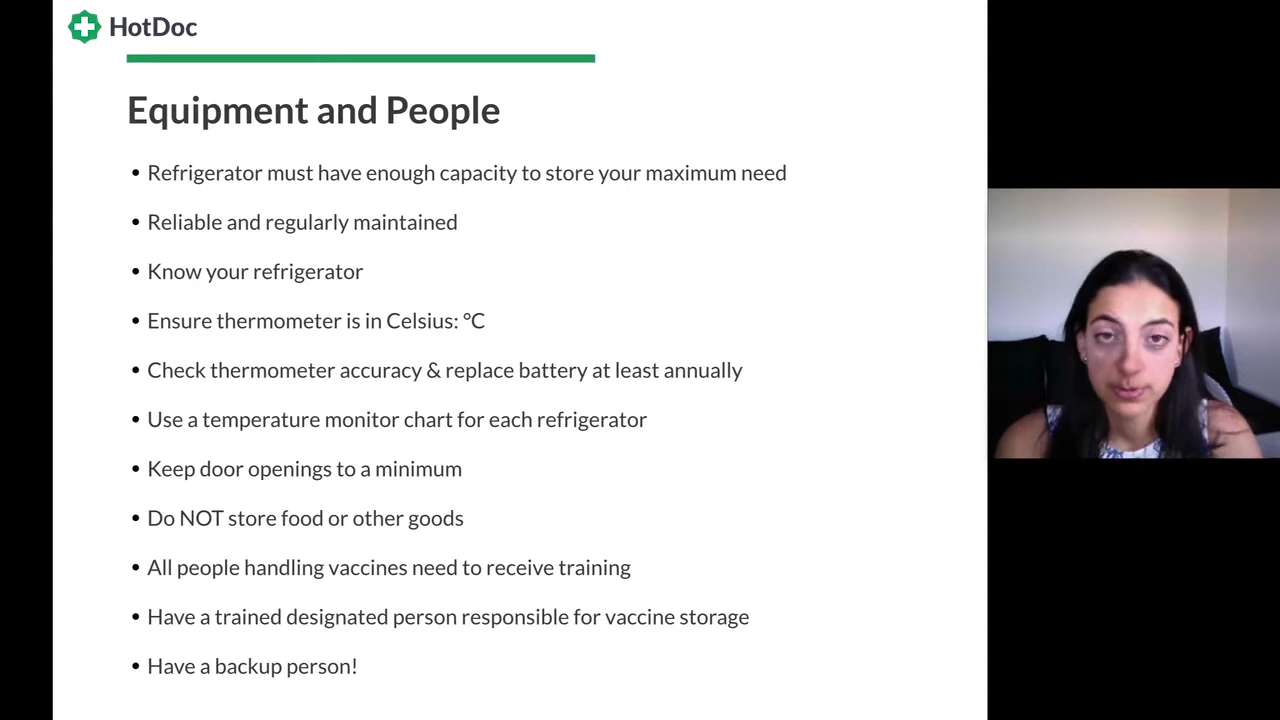 HotDoc
Equipment and People
• Refrigerator must have enough capacity to store your maximum need
• Reliable and regularly maintained
• Know your refrigerator
• Ensure thermometer is in Celsius: °C
• Check thermometer accuracy & replace battery at least annually
• Use a temperature monitor chart for each refrigerator
• Keep door openings to a minimum
• Do NOT store food or other goods
• All people handling vaccines need to receive training
• Have a trained designated person responsible for vaccine storage
• Have a backup person!